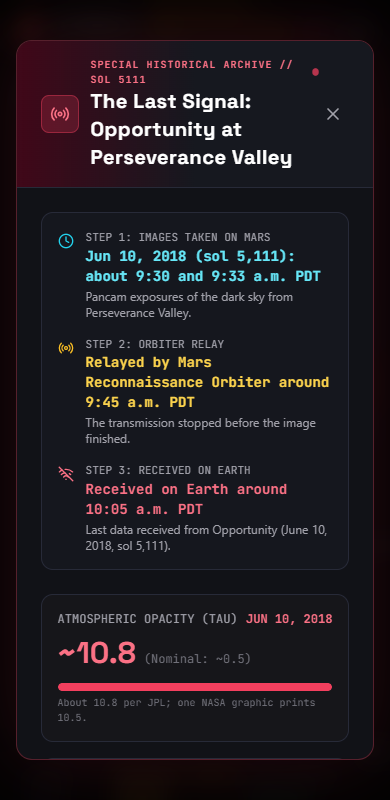 SPECIAL HISTORICAL ARCHIVE //
SOL 5111
The Last Signal:
Opportunity at
Perseverance Valley
STEP 1: IMAGES TAKEN ON MARS
Jun 10, 2018 (sol 5,111):
about 9:30 and 9:33 a.m. PDT
Pancam exposures of the dark sky from
Perseverance Valley.
STEP 2: ORBITER RELAY
Relayed by Mars
Reconnaissance Orbiter around
9:45 a.m. PDT
The transmission stopped before the image
finished.
STEP 3: RECEIVED ON EARTH
Received on Earth around
10:05 a.m. PDT
Last data received from Opportunity (June 10,
2018, sol 5,111).
ATMOSPHERIC OPACITY (TAU) JUN 10, 2018
~10.8 (Nominal: ~0.5)
About 10.8 per JPL; one NASA graphic prints
10.5.